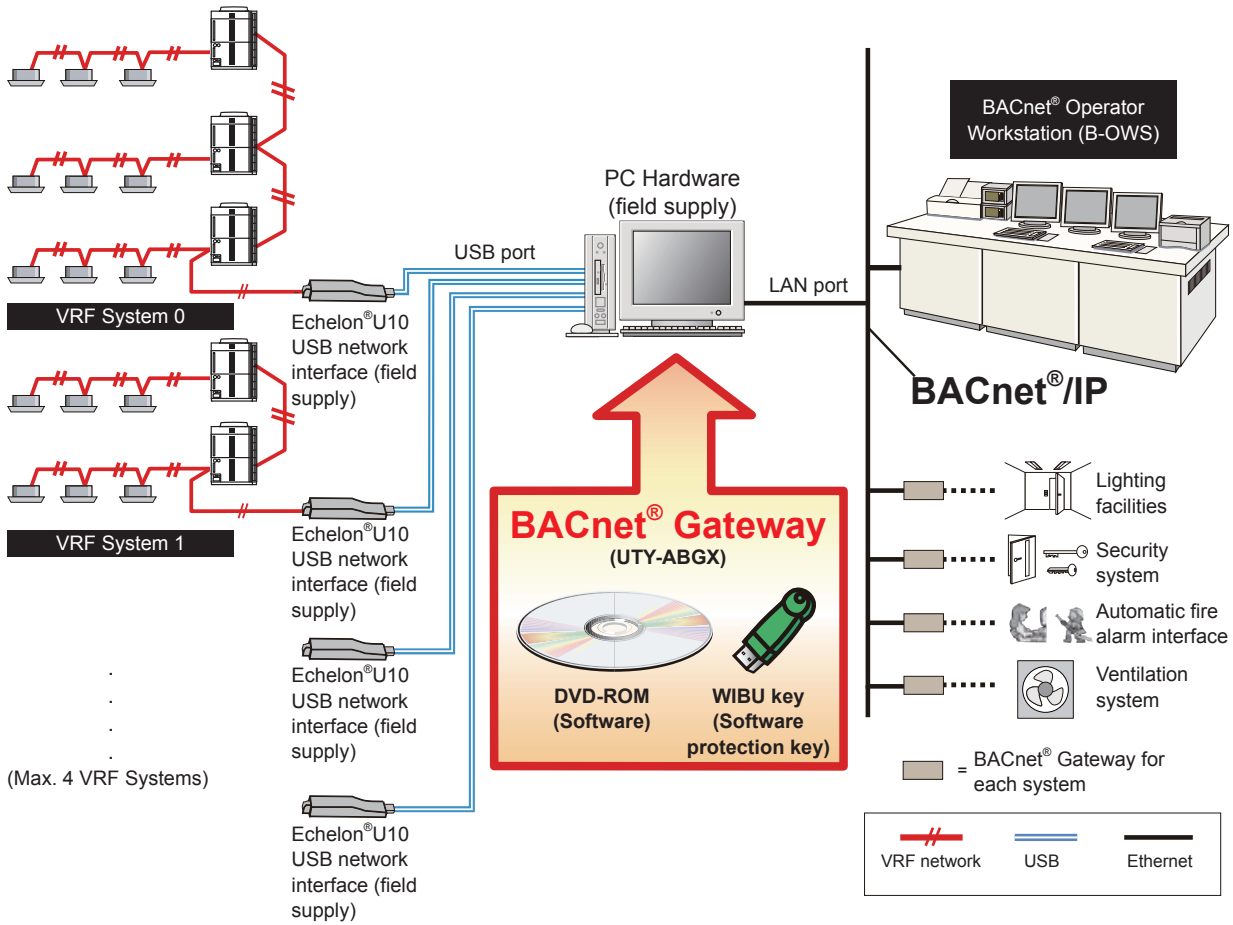 BACnet® Operator
Workstation (B-OWS)
PC Hardware
(field supply)
USB port
LAN port
VRF System 0
Echelon®U10
USB network
interface (field
supply)
BACnet®/IP
VRF System 1
Echelon®U10
USB network
interface (field
supply)
BACnet® Gateway
(UTY-ABGX)
DVD-ROM
(Software)
WIBU key
(Software
protection key)
Lighting
facilities
Security
system
Automatic fire
alarm interface
Ventilation
system
Echelon®U10
USB network
interface (field
supply)
.
.
.
.
(Max. 4 VRF Systems)
Echelon®U10
USB network
interface (field
supply)
= BACnet® Gateway for
each system
VRF network
USB
Ethernet